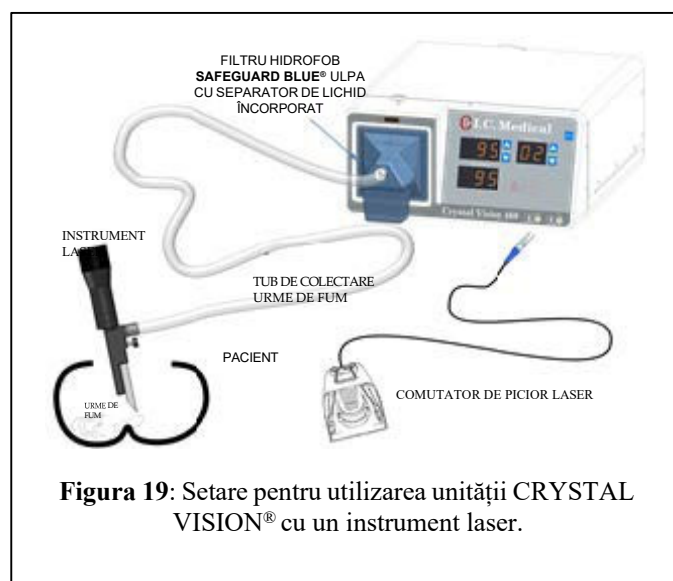 FILTRU HIDROFOB
SAFEGUARD BLUE® ULPA
CU SEPARATOR DE LICHID
ÎNCORPORAT
I.C. Medical
95 02
95
Crystal Vision
INSTRUMENT
LASER
TUB DE COLECTARE
URME DE FUM
PACIENT
URME DE
FUM
COMUTATOR DE PICIOR LASER
Figura 19: Setare pentru utilizarea unității CRYSTAL
VISION® cu un instrument laser.